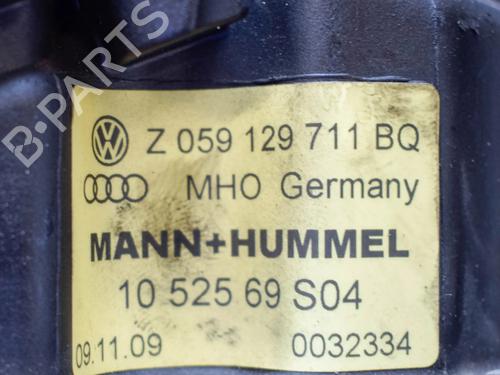 B-PARTS
Z 059 129 711 BQ
MHO Germany
MANN+HUMMEL
10 525 69 S04
09.11.09 0032334